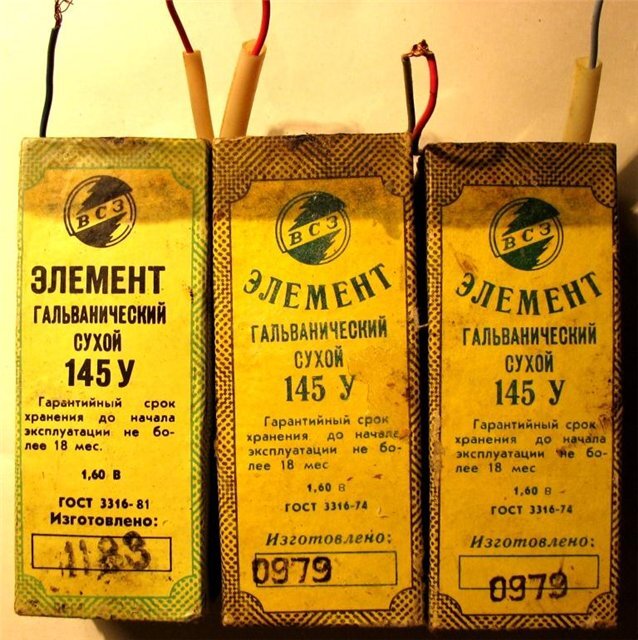 ВСЗ
ЭЛЕМЕНТ
ГАЛЬВАНИЧЕСКИЙ
СУХОЙ
145 У
Гарантийный срок
хранения до начала
эксплуатации не бо-
лее 18 мес.
1,60 В
ГОСТ 3316-81
Изготовлено:
1183
ВСЗ
ЭЛЕМЕНТ
ГАЛЬВАНИЧЕСКИЙ
СУХОЙ
145 У
Гарантийный срок
хранения до начала
эксплуатации не бо-
лее 18 мес
1,60 В
ГОСТ 3316-74
Изготовлено:
0979
ВСЗ
ЭЛЕМЕНТ
ГАЛЬВАНИЧЕСКИЙ
СУХОЙ
145 У
Гарантийный срок
хранения до начала
эксплуатации не бо-
лее 18 мес
1,60 В
ГОСТ 3316-74
Изготовлено:
0979